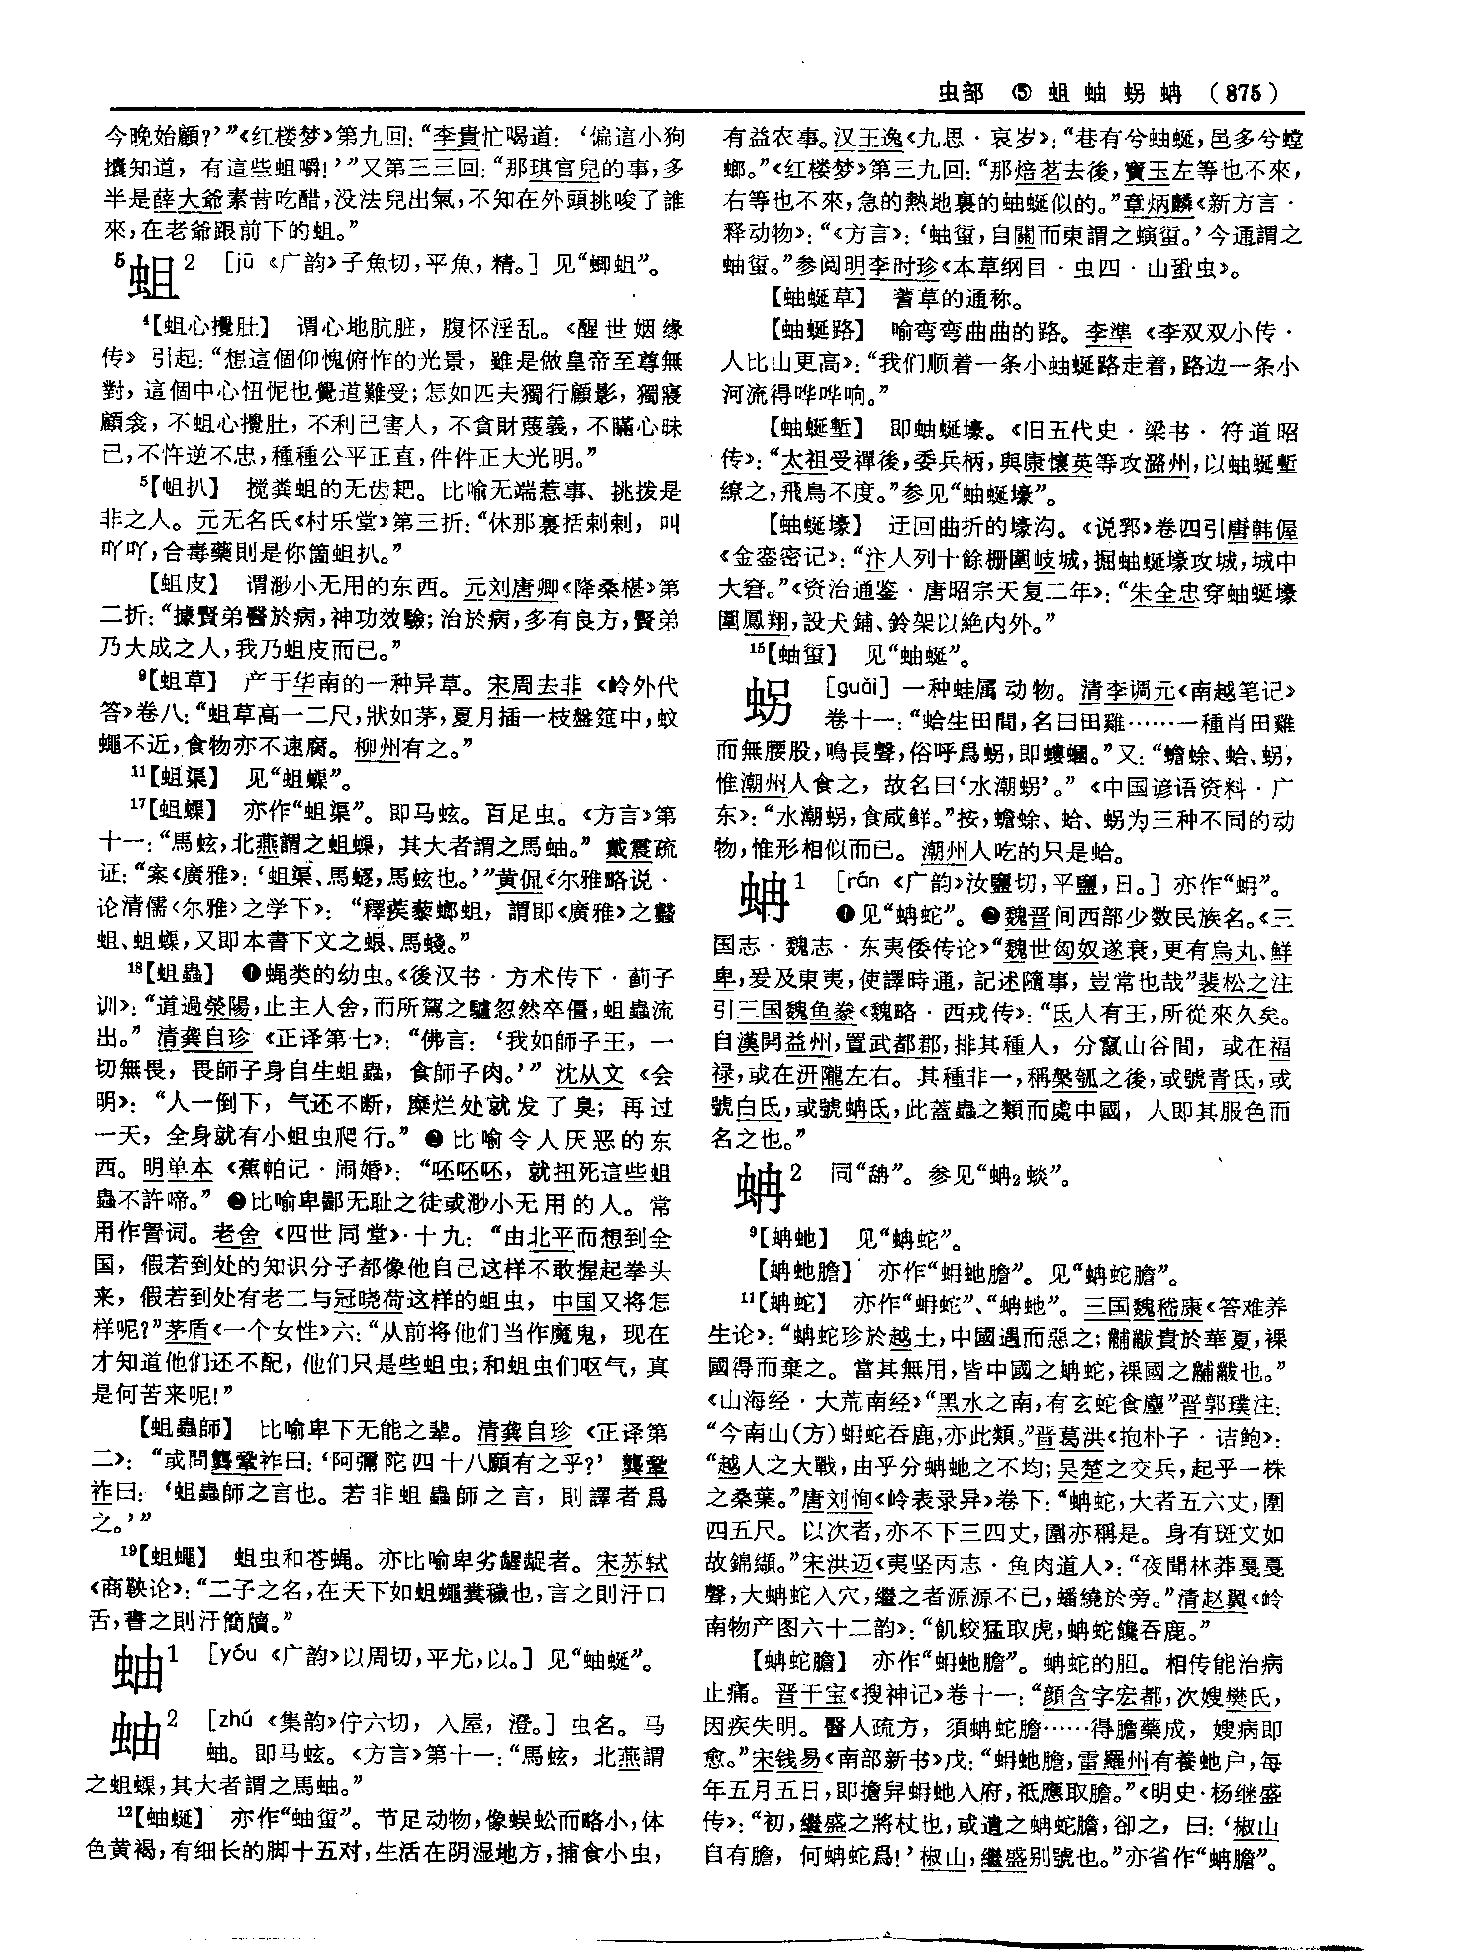 虫部 ⑤ 蛆 蚰 蜐 蚺 （875）
今晚始顧？’”《红楼梦》第九回：“李貴忙喝道：‘偏這小狗
攮知道，有這些蛆嚼！’”又第三三回：“那琪官兒的事，多
半是薛大爺素昔吃醋，没法兒出氣，不知在外頭挑唆了誰
來，在老爺跟前下的蛆。”
5蛆2 ［jū 《广韵》子魚切，平魚，精。］见“蝍蛆”。
4【蛆心攪肚】 谓心地肮脏，腹怀淫乱。《醒世姻缘
传》引起：“想這個仰愧俯怍的光景，雖是做皇帝至尊無
對，這個中心忸怩也覺道難受；怎如匹夫獨行顧影，獨寢
顧衾，不蛆心攪肚，不利己害人，不貪財蔑義，不瞞心昧
己，不忤逆不忠，種種公平正直，件件正大光明。”
5【蛆扒】 搅粪蛆的无齿耙。比喻无端惹事、挑拨是
非之人。元无名氏《村乐堂》第三折：“休那裏括剌剌，叫
吖吖，合毒藥則是你箇蛆扒。”
【蛆皮】 谓渺小无用的东西。元刘唐卿《降桑椹》第
二折：“據賢弟醫於病，神功效驗；治於病，多有良方，賢弟
乃大成之人，我乃蛆皮而已。”
9【蛆草】 产于华南的一种异草。宋周去非《岭外代
答》卷八：“蛆草高一二尺，狀如茅，夏月插一枝盤筵中，蚊
蠅不近，食物亦不速腐。柳州有之。”
11【蛆渠】 见“蛆蟝”。
17【蛆蟝】 亦作“蛆渠”。即马蚿。百足虫。《方言》第
十一：“馬蚿，北燕謂之蛆蟝，其大者謂之馬蚰。”戴震疏
证：“案《廣雅》：‘蛆渠、馬蚿，馬蚿也。’”黄侃《尔雅略说·
论清儒〈尔雅〉之学下》：“釋蒺藜蝍蛆，謂即《廣雅》之
蛆、蛆蟝，又即本書下文之蛝、馬蝬。”
18【蛆蟲】 ❶蝇类的幼虫。《後汉书·方术传下·蓟子
训》：“道過滎陽，止主人舍，而所駕之驢忽然卒僵，蛆蟲流
出。”清龚自珍《正译第七》：“佛言：‘我如師子王，一
切無畏，畏師子身自生蛆蟲，食師子肉。’”沈从文《会
明》：“人一倒下，气还不断，糜烂处就发了臭；再过
一天，全身就有小蛆虫爬行。”❷比喻令人厌恶的东
西。明单本《蕉帕记·闹婚》：“呸呸呸，就扭死這些蛆
蟲不許啼。”❸比喻卑鄙无耻之徒或渺小无用的人。常
用作詈词。老舍《四世同堂》十九：“由北平而想到全
国，假若到处的知识分子都像他自己这样不敢握起拳头
来，假若到处有老二与冠晓荷这样的蛆虫，中国又将怎
样呢？”茅盾《一个女性》六：“从前将他们当作魔鬼，现在
才知道他们还不配，他们只是些蛆虫；和蛆虫们呕气，真
是何苦来呢！”
【蛆蟲師】 比喻卑下无能之辈。清龚自珍《正译第
二》：“或問龔鞏祚曰：‘阿彌陀四十八願有之乎？’龔鞏
祚曰：‘蛆蟲師之言也。若非蛆蟲師之言，則譯者爲
之。’”
19【蛆蠅】 蛆虫和苍蝇。亦比喻卑劣龌龊者。宋苏轼
《商鞅论》：“二子之名，在天下如蛆蠅糞穢也，言之則汙口
舌，書之則汙簡牘。”
蚰1 ［yóu 《广韵》以周切，平尤，以。］见“蚰蜒”。
蚰2 ［zhú 《集韵》佇六切，入屋，澄。］虫名。马
蚰。即马蚿。《方言》第十一：“馬蚿，北燕謂
之蛆蟝，其大者謂之馬蚰。”
12【蚰蜒】 亦作“蚰蜑”。节足动物，像蜈蚣而略小，体
色黄褐，有细长的脚十五对，生活在阴湿地方，捕食小虫，
有益农事。汉王逸《九思·哀岁》：“巷有兮蚰蜒，邑多兮螳
螂。”《红楼梦》第三九回：“那焙茗去後，寶玉左等也不來，
右等也不來，急的熱地裏的蚰蜒似的。”章炳麟《新方言·
释动物》：“《方言》：‘蚰蜑，自關而東謂之螾蜑。’今通謂之
蚰蜑。”参阅明李时珍《本草纲目·虫四·山蛩虫》。
【蚰蜒草】 蓍草的通称。
【蚰蜒路】 喻弯弯曲曲的路。李準《李双双小传·
人比山更高》：“我们顺着一条小蚰蜒路走着，路边一条小
河流得哗哗响。”
【蚰蜒塹】 即蚰蜒壕。《旧五代史·梁书·符道昭
传》：“太祖受禪後，委兵柄，與康懷英等攻潞州，以蚰蜒塹
繚之，飛鳥不度。”参见“蚰蜒壕”。
【蚰蜒壕】 迂回曲折的壕沟。《说郛》卷四引唐韩偓
《金銮密记》：“汴人列十餘栅圍岐城，掘蚰蜒壕攻城，城中
大窘。”《资治通鉴·唐昭宗天复二年》：“朱全忠穿蚰蜒壕
圍鳳翔，設犬鋪、鈴架以絶内外。”
15【蚰蜑】 见“蚰蜒”。
蜐 ［guǎi］一种蛙属动物。清李调元《南越笔记》
卷十一：“蛤生田間，名曰田雞……一種肖田雞
而無腰股，鳴長聲，俗呼爲蜐，即螻蟈。”又：“蟾蜍、蛤、蜐，
惟潮州人食之，故名曰‘水潮蜐’。”《中国谚语资料·广
东》：“水潮蜐，食咸鲜。”按，蟾蜍、蛤、蜐为三种不同的动
物，惟形相似而已。潮州人吃的只是蛤。
蚺1 ［rán 《广韵》汝鹽切，平鹽，日。］亦作“蚦”。
❶见“蚺蛇”。❷魏晋间西部少数民族名。《三
国志·魏志·东夷倭传论》“魏世匈奴遂衰，更有烏丸、鮮
卑，爰及東夷，使譯時通，記述隨事，豈常也哉”裴松之注
引三国魏鱼豢《魏略·西戎传》：“氐人有王，所從來久矣。
自漢開益州，置武都郡，排其種人，分竄山谷間，或在福
禄，或在汧隴左右。其種非一，稱槃瓠之後，或號青氐，或
號白氐，或號蚺氐，此蓋蟲之類而處中國，人即其服色而
名之也。”
蚺2 同“䑙”。参见“蚺2蛟”。
9【蚺虵】 见“蚺蛇”。
【蚺虵膽】 亦作“蚦虵膽”。见“蚺蛇膽”。
11【蚺蛇】 亦作“蚦蛇”、“蚺虵”。三国魏嵇康《答难养
生论》：“蚺蛇珍於越土，中國遇而惡之；黼黻貴於華夏，裸
國得而棄之。當其無用，皆中國之蚺蛇，裸國之黼黻也。”
《山海经·大荒南经》“黑水之南，有玄蛇食麈”晋郭璞注：
“今南山（方）蚦蛇吞鹿，亦此類。”晋葛洪《抱朴子·诘鲍》：
“越人之大戰，由乎分蚺虵之不均；吴楚之交兵，起乎一株
之桑葉。”唐刘恂《岭表录异》卷下：“蚺蛇，大者五六丈，圍
四五尺。以次者，亦不下三四丈，圍亦稱是。身有斑文如
故錦纈。”宋洪迈《夷坚丙志·鱼肉道人》：“夜聞林莽戛戛
聲，大蚺蛇入穴，繼之者源源不已，蟠繞於旁。”清赵翼《岭
南物产图六十二韵》：“飢蛟猛取虎，蚺蛇饞吞鹿。”
【蚺蛇膽】 亦作“蚦虵膽”。蚺蛇的胆。相传能治病
止痛。晋干宝《搜神记》卷十一：“顔含字宏都，次嫂樊氏，
因疾失明。醫人疏方，須蚺蛇膽……得膽藥成，嫂病即
愈。”宋钱易《南部新书》戊：“蚦虵膽，雷羅州有養虵户，每
年五月五日，即擔舁蚦虵入府，祗應取膽。”《明史·杨继盛
传》：“初，繼盛之將杖也，或遺之蚺蛇膽，卻之，曰：‘椒山
自有膽，何蚺蛇爲！’椒山，繼盛别號也。”亦省作“蚺膽”。